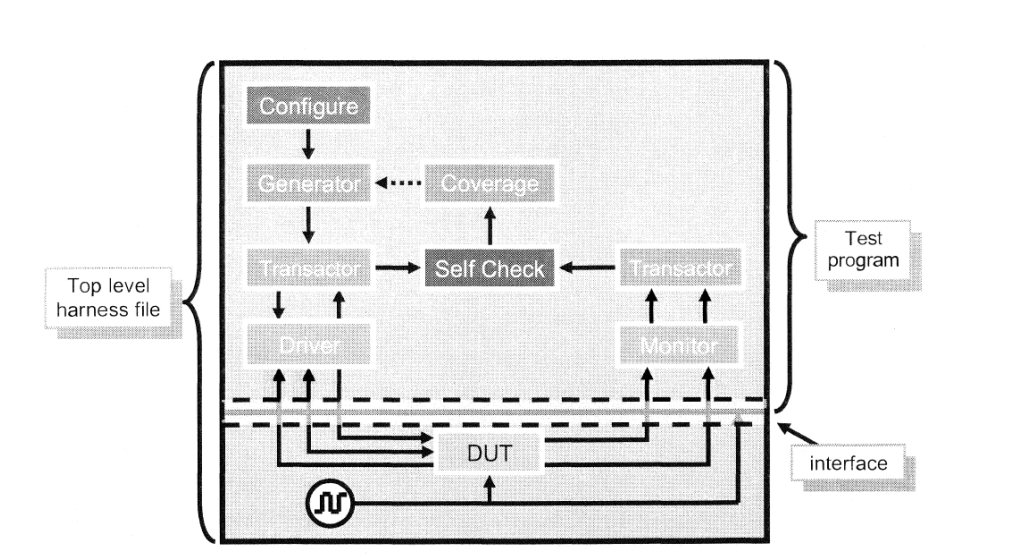 Configure
Generator
Coverage
Transactor
Self Check
Transactor
Driver
Monitor
DUT
Top level
harness file
Test
program
interface